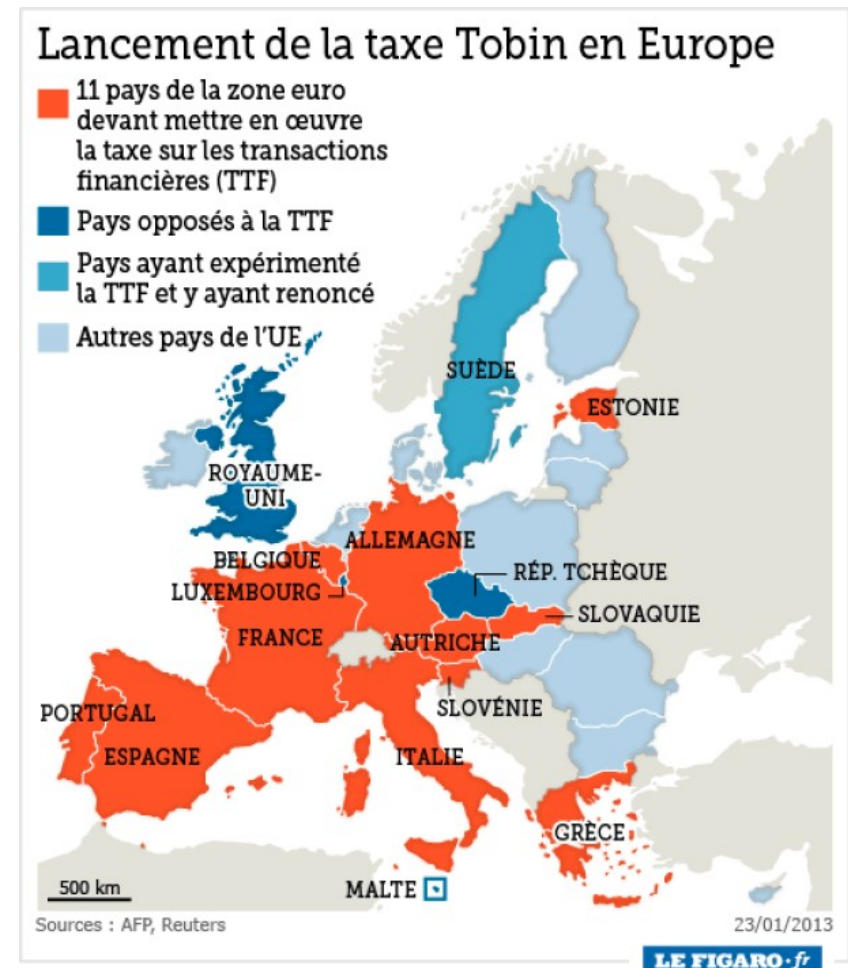 Lancement de la taxe Tobin en Europe
11 pays de la zone euro
devant mettre en œuvre
la taxe sur les transactions
financières (TTF)
Pays opposés à la TTF
Pays ayant expérimenté
la TTF et y ayant renoncé
Autres pays de l'UE
SUÈDE
ESTONIE
ROYAUME-
UNI
ALLEMAGNE
BELGIQUE
RÉP. TCHÈQUE
LUXEMBOURG
SLOVAQUIE
FRANCE
AUTRICHE
SLOVÉNIE
PORTUGAL
ESPAGNE
ITALIE
GRÈCE
500 km
MALTE
Sources : AFP, Reuters
23/01/2013
LE FIGARO·fr